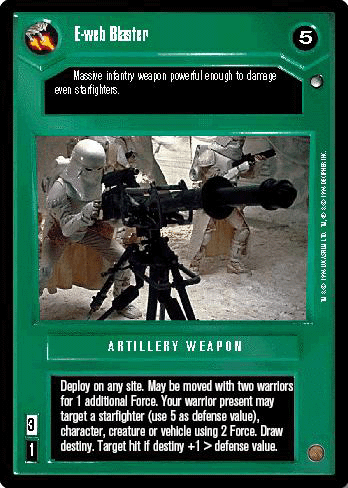 E-web Blaster
5
Massive infantry weapon powerful enough to damage
even starfighters.
ARTILLERY WEAPON
Deploy on any site. May be moved with two warriors
for 1 additional Force. Your warrior present may
target a starfighter (use 5 as defense value),
character, creature or vehicle using 2 Force. Draw
destiny. Target hit if destiny +1 > defense value.
3
1